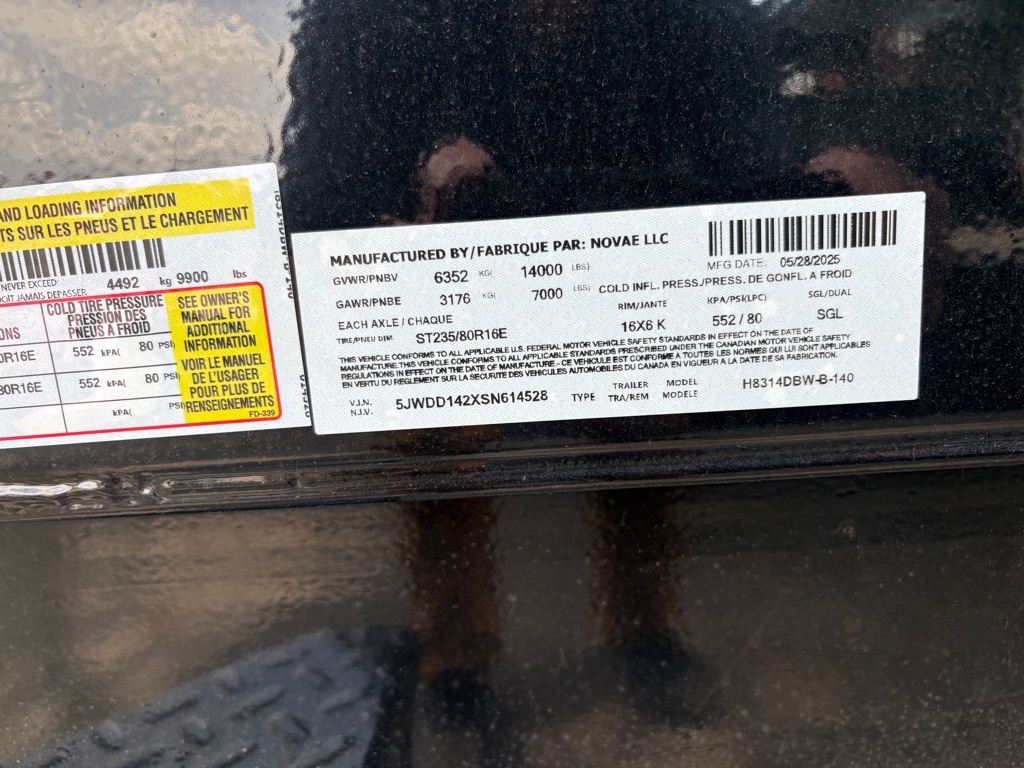 AND LOADING INFORMATION
TS SUR LES PNEUS ET LE CHARGEMENT
NEVER EXCEED:
DOIT JAMAIS DEPASSER 4492 kg 9900 lbs
COLD TIRE PRESSURE
PRESSION DES
PNEUS A FROID
ONS
0R16E 552 kPA( 80 PSI)
80R16E 552 kPA( 80 PSI)
kPA( PSI)
SEE OWNER'S
MANUAL FOR
ADDITIONAL
INFORMATION
VOIR LE MANUEL
DE L'USAGER
POUR PLUS DE
RENSEIGNEMENTS
FD-339
MANUFACTURED BY/FABRIQUE PAR: NOVAE LLC
GVWR/PNBV 6352 KG( 14000 LBS) MFG DATE: 05/28/2025
GAWR/PNBE 3176 KG( 7000 LBS) COLD INFL. PRESS./PRESS. DE GONFL. A FROID
EACH AXLE / CHAQUE RIM/JANTE KPA/PSI(LPC) SGL/DUAL
TIRE/PNEU DIM. ST235/80R16E 16X6 K 552 / 80 SGL
THIS VEHICLE CONFORMS TO ALL APPLICABLE U.S. FEDERAL MOTOR VEHICLE SAFETY STANDARDS IN EFFECT ON THE DATE OF
MANUFACTURE.THIS VEHICLE CONFORMS TO ALL APPLICABLE STANDARDS PRESCRIBED UNDER THE CANADIAN MOTOR VEHICLE SAFETY
REGULATIONS IN EFFECT ON THE DATE OF MANUFACTURE.- CE VEHICULE EST CONFORME A TOUTES LES NORMES QUI LUI SONT APPLICABLES
EN VERTU DU REGLEMENT SUR LA SECURITE DES VEHICULES AUTOMOBILES DU CANADA EN VIGUEUR A LA DATE DE SA FABRICATION.
V.I.N.
N.I.V. 5JWDD142XSN614528 TYPE TRAILER
TRA/REM MODEL
MODELE H8314DBW-B-140